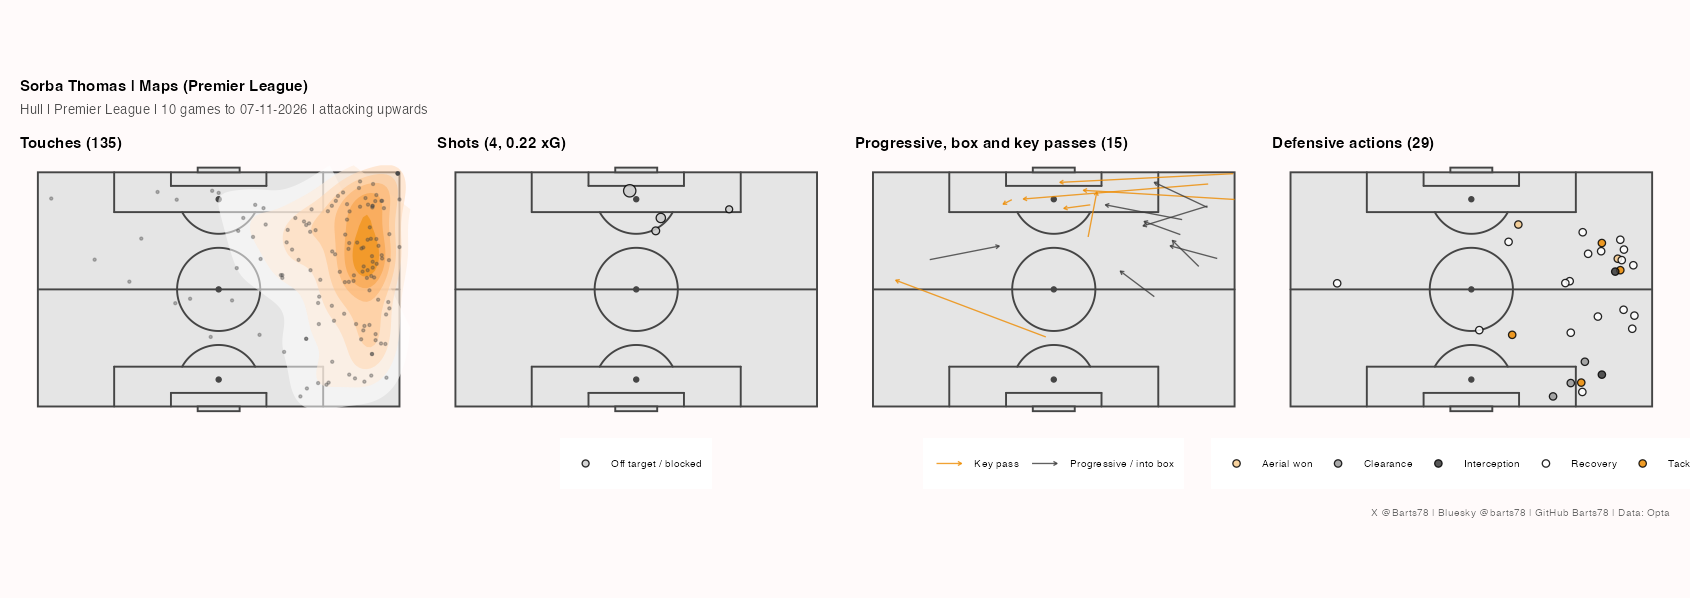 Sorba Thomas | Maps (Premier League)
Hull | Premier League | 10 games to 07-11-2026 | attacking upwards
Touches (135)
Shots (4, 0.22 xG)
Progressive, box and key passes (15)
Defensive actions (29)
Off target / blocked
Key pass
Progressive / into box
Aerial won
Clearance
Interception
Recovery
Tack
X @Barts78 | Bluesky @barts78 | GitHub Barts78 | Data: Opta